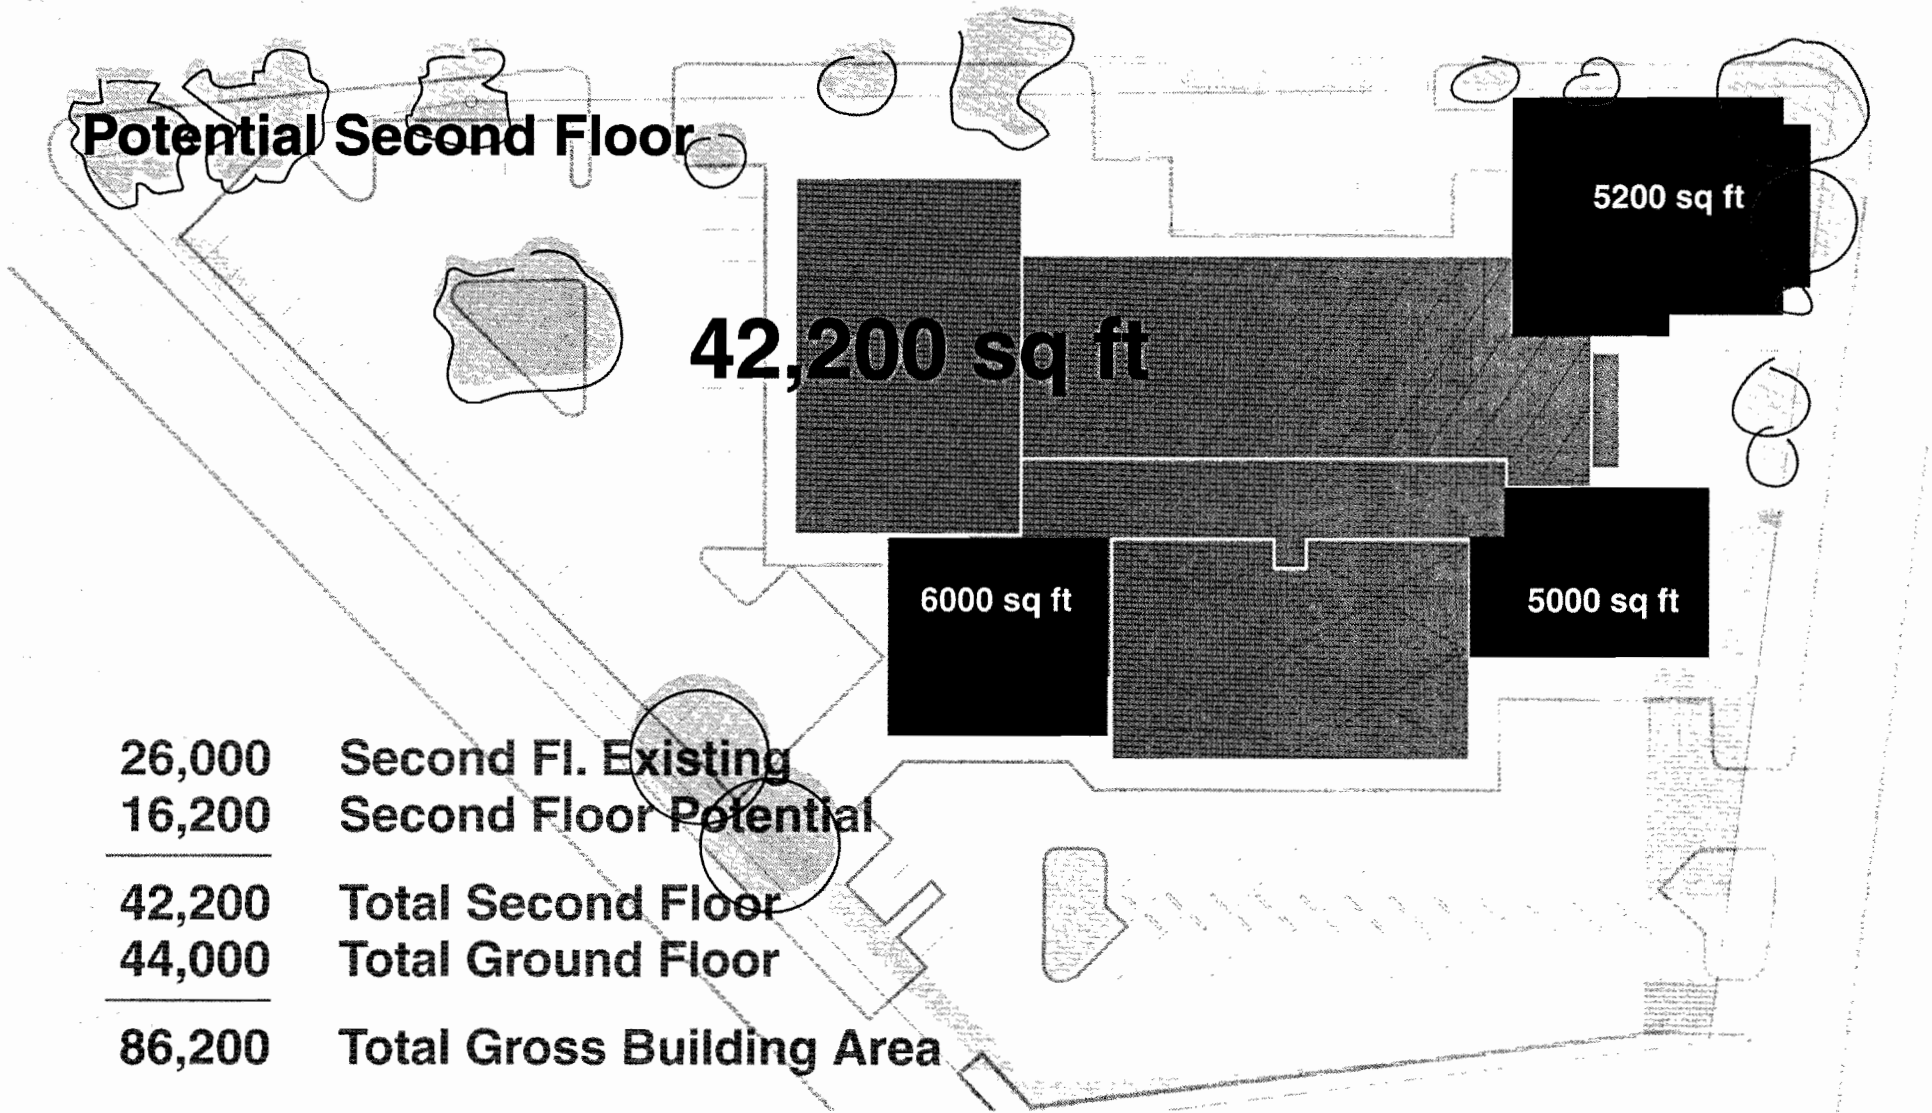 Potential Second Floor
5200 sq ft
42,200 sq ft
6000 sq ft
5000 sq ft
26,000 Second Fl. Existing
16,200 Second Floor Potential
42,200 Total Second Floor
44,000 Total Ground Floor
86,200 Total Gross Building Area